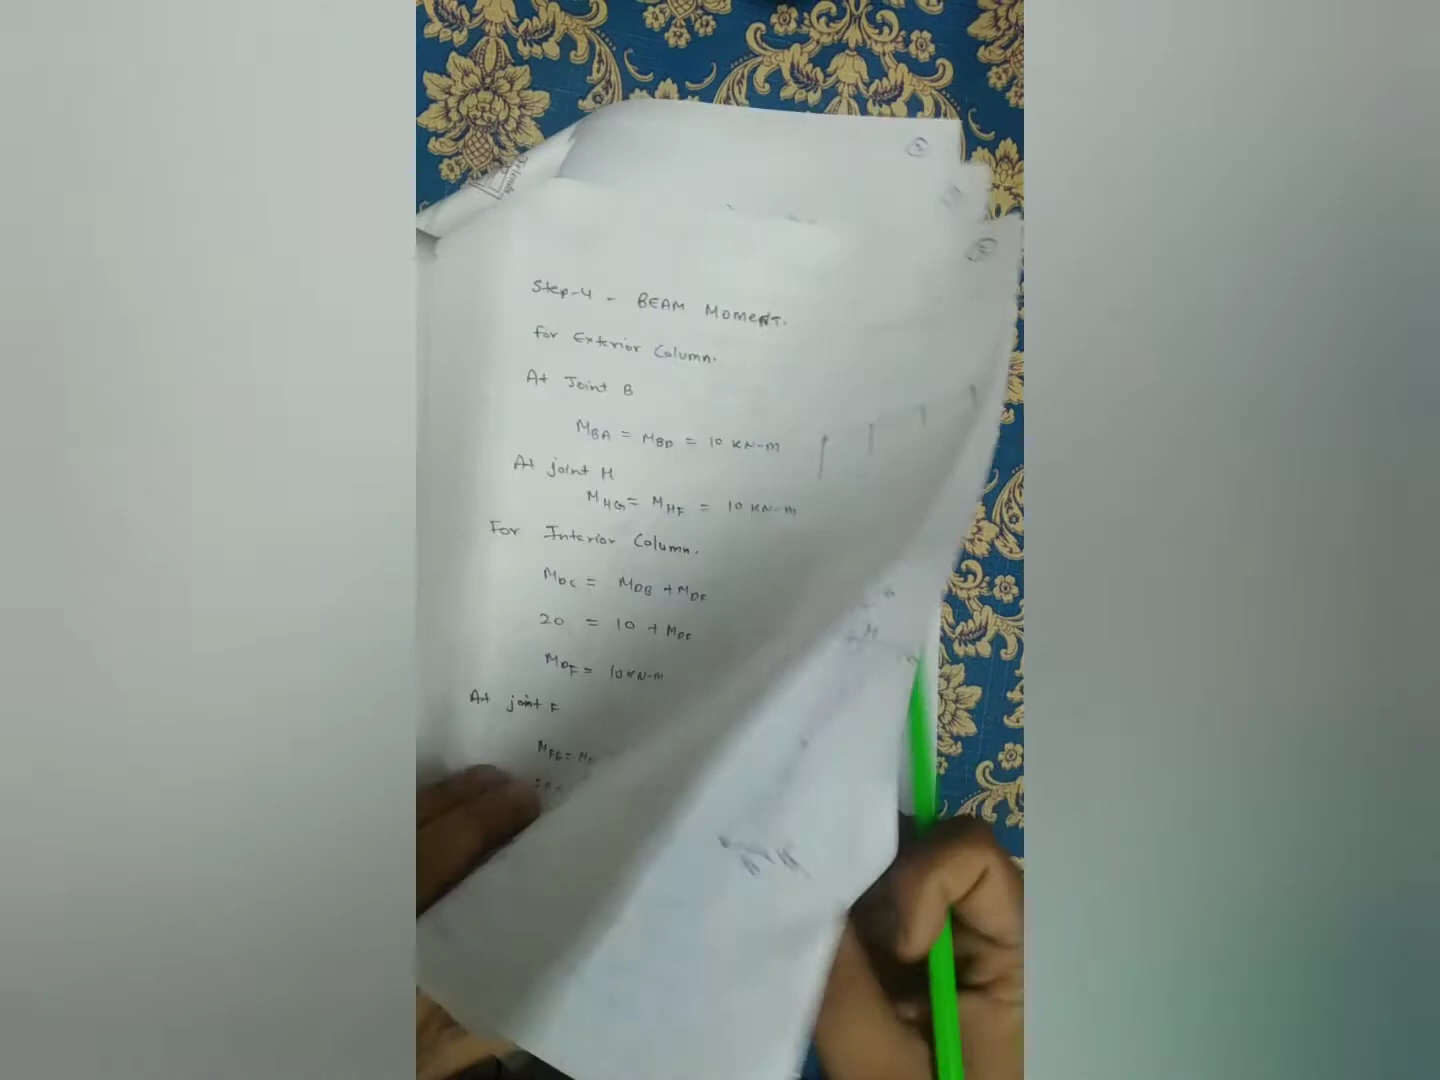 Step-4 - BEAM MOMENT.
for Exterior Column.
At Joint B
MBA = MBD = 10 KN-M
At joint H
MHG = MHF = 10 KN-M
For Interior Column.
MDC = MDB + MDF
20 = 10 + MDF
MDF = 10 KN-M
At joint F
MFE =